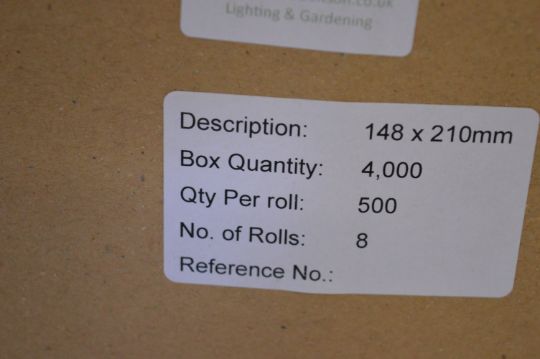 Lighting & Gardening
Description: 148 x 210mm
Box Quantity: 4,000
Qty Per roll: 500
No. of Rolls: 8
Reference No.: